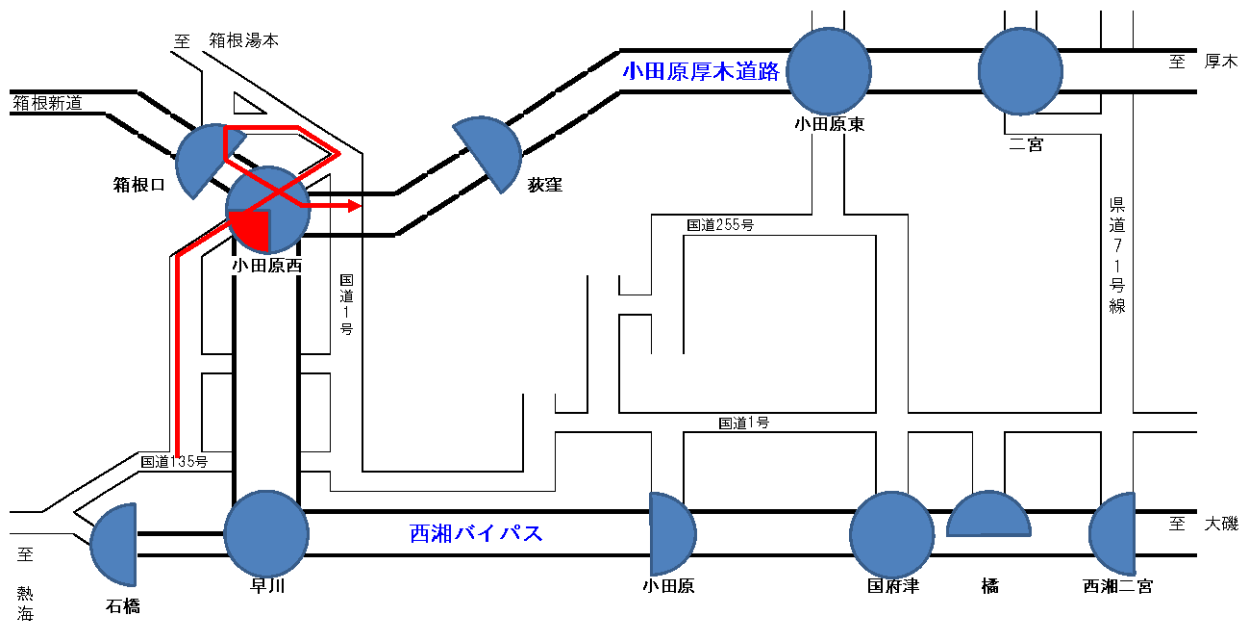 至 箱根湯本
小田原厚木道路
至 厚木
箱根新道
小田原東
二宮
箱根口
荻窪
国道255号
県道71号線
小田原西
国道1号
国道1号
国道135号
西湘バイパス
至 大磯
至 熱海
石橋
早川
小田原
国府津
橘
西湘二宮